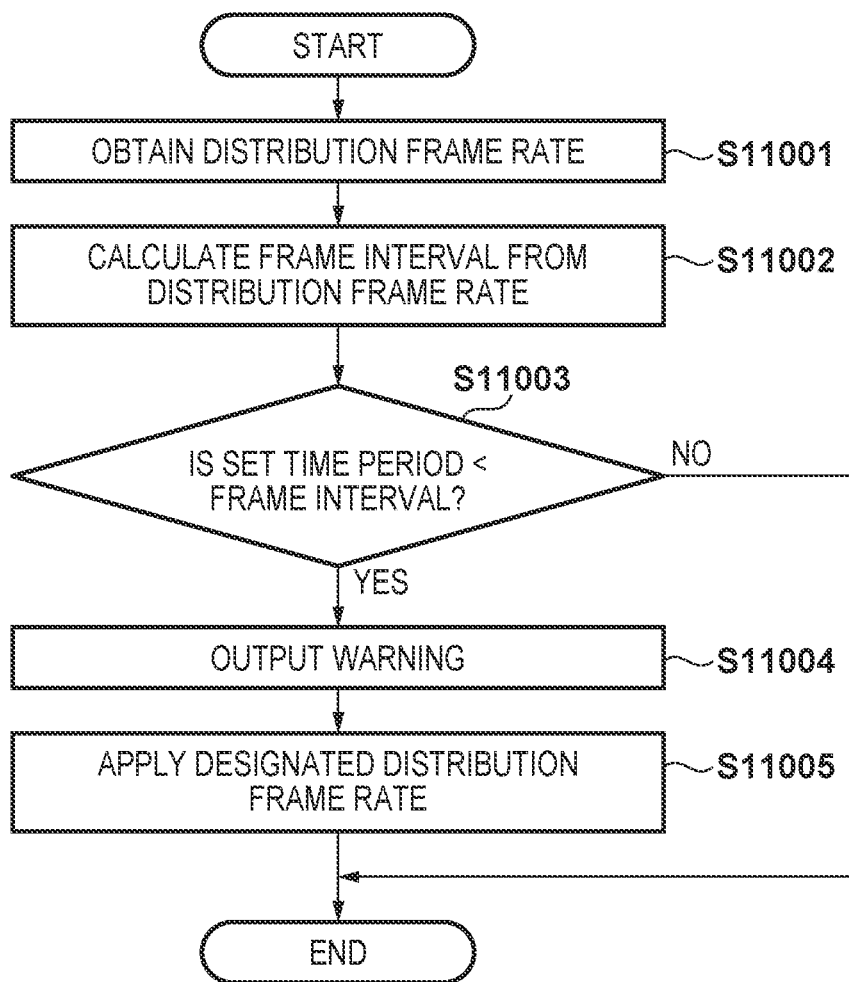 START
OBTAIN DISTRIBUTION FRAME RATE
S11001
CALCULATE FRAME INTERVAL FROM
DISTRIBUTION FRAME RATE
S11002
S11003
IS SET TIME PERIOD <
FRAME INTERVAL?
NO
YES
OUTPUT WARNING
S11004
APPLY DESIGNATED DISTRIBUTION
FRAME RATE
S11005
END